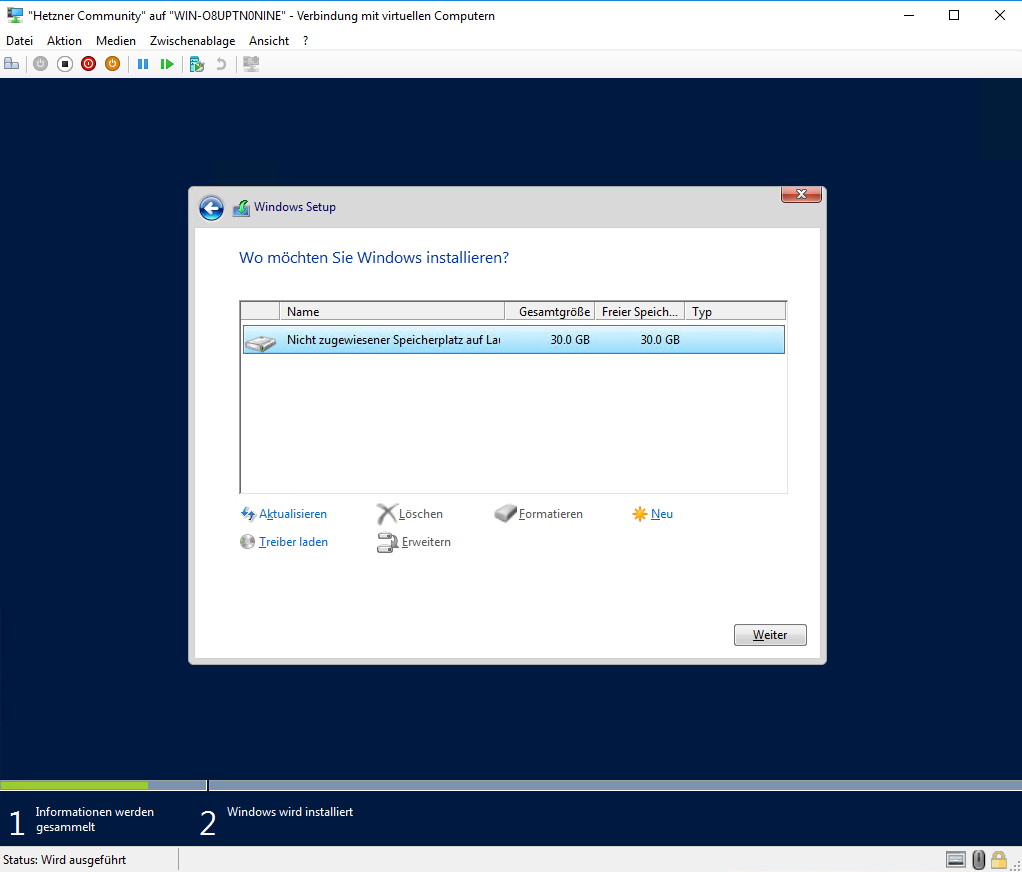 "Hetzner Community" auf "WIN-O8UPTN0NINE" - Verbindung mit virtuellen Computern
Datei Aktion Medien Zwischenablage Ansicht ?
Windows Setup
Wo möchten Sie Windows installieren?
Name Gesamtgröße Freier Speich... Typ
Nicht zugewiesener Speicherplatz auf Lau 30.0 GB 30.0 GB
Aktualisieren Löschen Formatieren Neu
Treiber laden Erweitern
Weiter
1 Informationen werden gesammelt
2 Windows wird installiert
Status: Wird ausgeführt